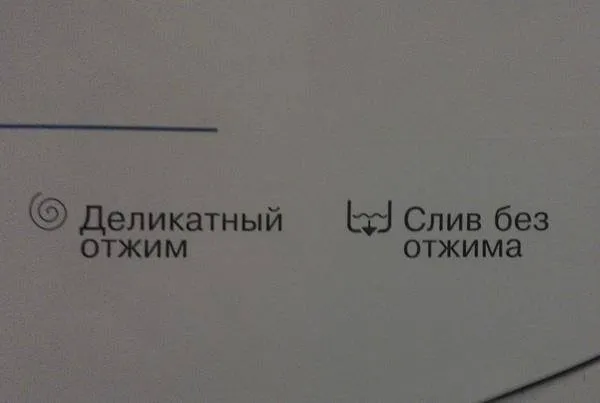 Деликатный
отжим
Слив без
отжима